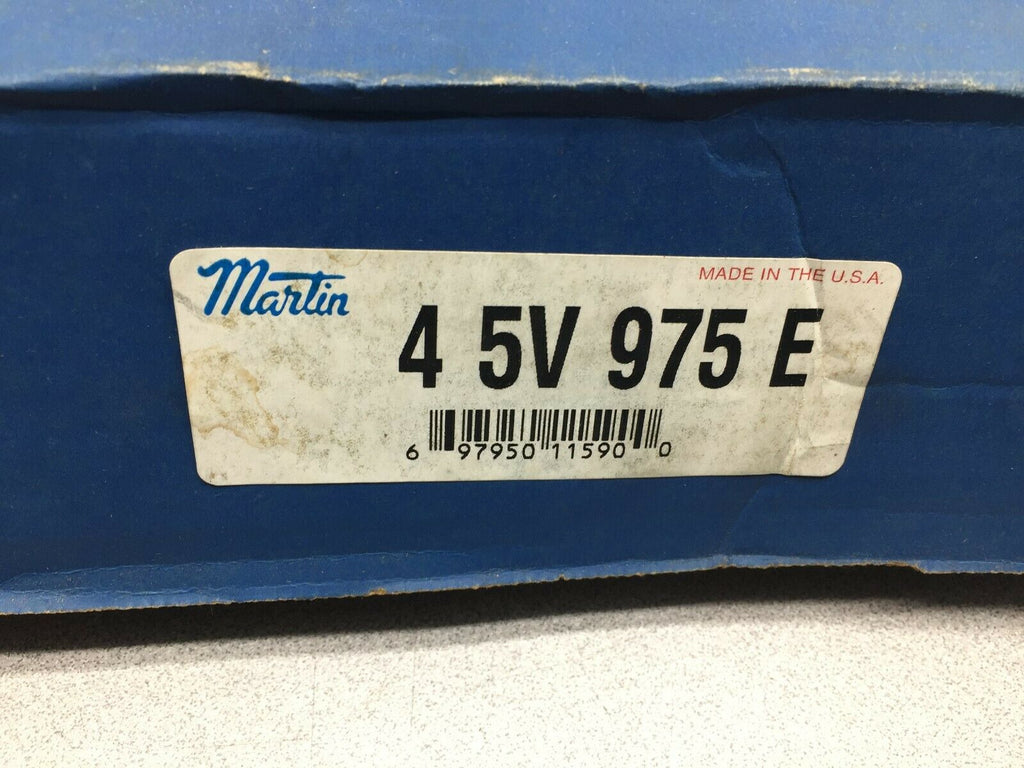 Martin
MADE IN THE U.S.A.
4 5V 975 E
6 97950 11590 0